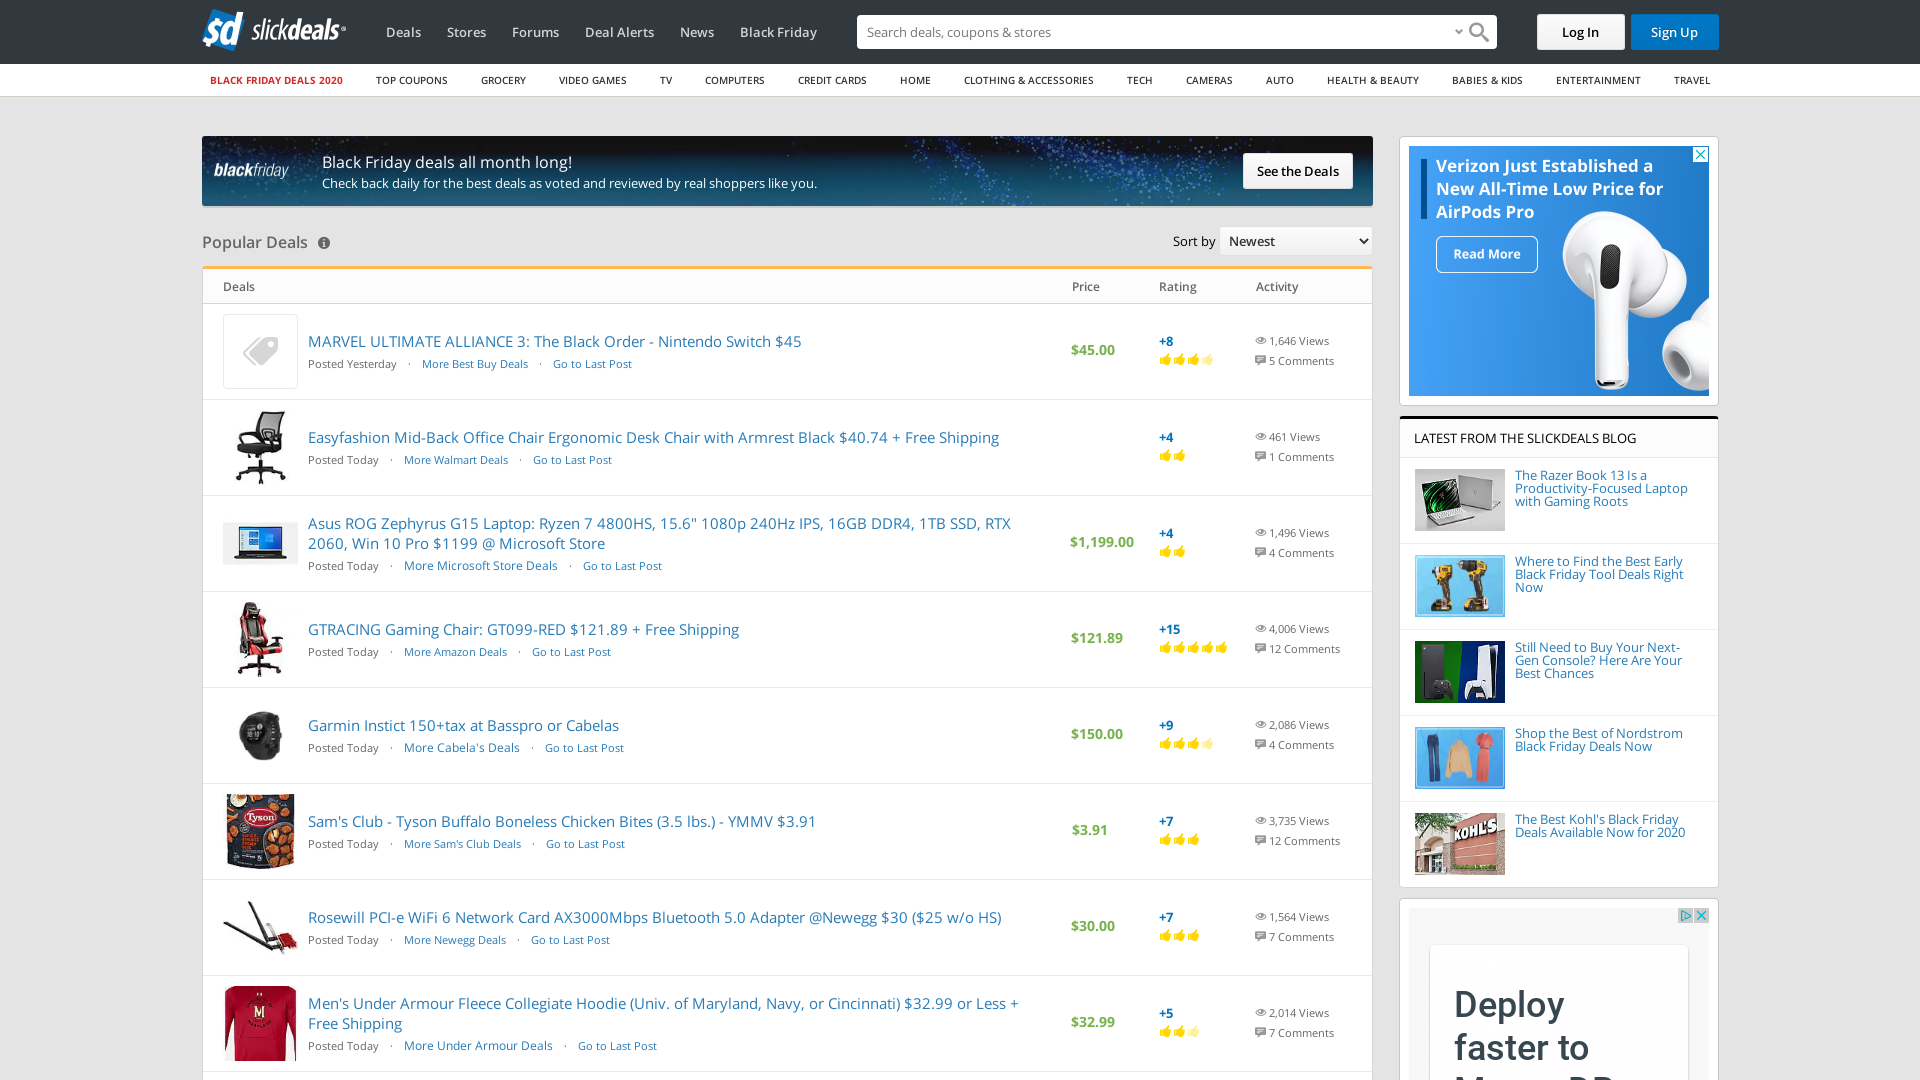 slickdeals
Deals
Stores
Forums
Deal Alerts
News
Black Friday
Search deals, coupons & stores
Log In
Sign Up
BLACK FRIDAY DEALS 2020
TOP COUPONS
GROCERY
VIDEO GAMES
TV
COMPUTERS
CREDIT CARDS
HOME
CLOTHING & ACCESSORIES
TECH
CAMERAS
AUTO
HEALTH & BEAUTY
BABIES & KIDS
ENTERTAINMENT
TRAVEL
blackfriday
Black Friday deals all month long!
Check back daily for the best deals as voted and reviewed by real shoppers like you.
See the Deals
Popular Deals
Sort by Newest
Deals
Price
Rating
Activity
MARVEL ULTIMATE ALLIANCE 3: The Black Order - Nintendo Switch $45
Posted Yesterday · More Best Buy Deals · Go to Last Post
$45.00
+8
1,646 Views
5 Comments
Easyfashion Mid-Back Office Chair Ergonomic Desk Chair with Armrest Black $40.74 + Free Shipping
Posted Today · More Walmart Deals · Go to Last Post
+4
461 Views
1 Comments
Asus ROG Zephyrus G15 Laptop: Ryzen 7 4800HS, 15.6" 1080p 240Hz IPS, 16GB DDR4, 1TB SSD, RTX
2060, Win 10 Pro $1199 @ Microsoft Store
Posted Today · More Microsoft Store Deals · Go to Last Post
$1,199.00
+4
1,496 Views
4 Comments
GTRACING Gaming Chair: GT099-RED $121.89 + Free Shipping
Posted Today · More Amazon Deals · Go to Last Post
$121.89
+15
4,006 Views
12 Comments
Garmin Instict 150+tax at Basspro or Cabelas
Posted Today · More Cabela's Deals · Go to Last Post
$150.00
+9
2,086 Views
4 Comments
Tyson
Sam's Club - Tyson Buffalo Boneless Chicken Bites (3.5 lbs.) - YMMV $3.91
Posted Today · More Sam's Club Deals · Go to Last Post
$3.91
+7
3,735 Views
12 Comments
Rosewill PCI-e WiFi 6 Network Card AX3000Mbps Bluetooth 5.0 Adapter @Newegg $30 ($25 w/o HS)
Posted Today · More Newegg Deals · Go to Last Post
$30.00
+7
1,564 Views
7 Comments
M
Men's Under Armour Fleece Collegiate Hoodie (Univ. of Maryland, Navy, or Cincinnati) $32.99 or Less +
Free Shipping
Posted Today · More Under Armour Deals · Go to Last Post
$32.99
+5
2,014 Views
7 Comments
Verizon Just Established a
New All-Time Low Price for
AirPods Pro
Read More
LATEST FROM THE SLICKDEALS BLOG
The Razer Book 13 Is a
Productivity-Focused Laptop
with Gaming Roots
Where to Find the Best Early
Black Friday Tool Deals Right
Now
Still Need to Buy Your Next-
Gen Console? Here Are Your
Best Chances
Shop the Best of Nordstrom
Black Friday Deals Now
KOHL'S
The Best Kohl's Black Friday
Deals Available Now for 2020
Deploy
faster to